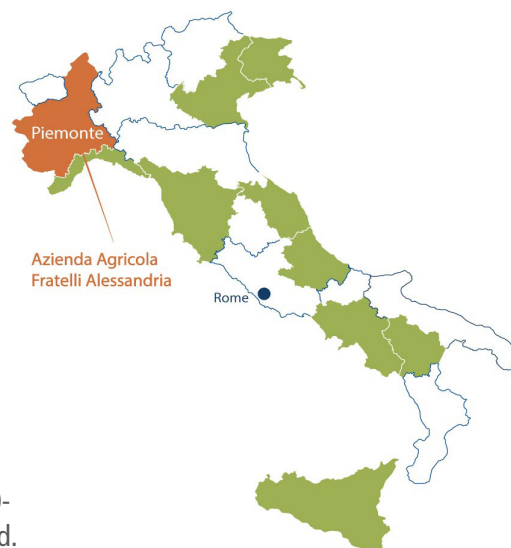 Piemonte
Azienda Agricola
Fratelli Alessandria
Rome
d.